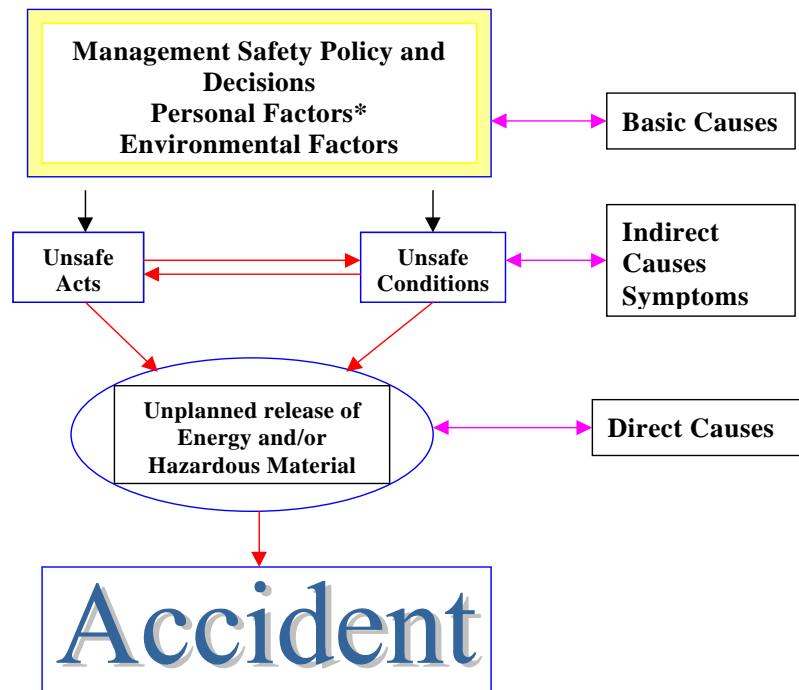 Management Safety Policy and
Decisions
Personal Factors*
Environmental Factors
Basic Causes
Unsafe
Acts
Unsafe
Conditions
Indirect
Causes
Symptoms
Unplanned release of
Energy and/or
Hazardous Material
Direct Causes
Accident